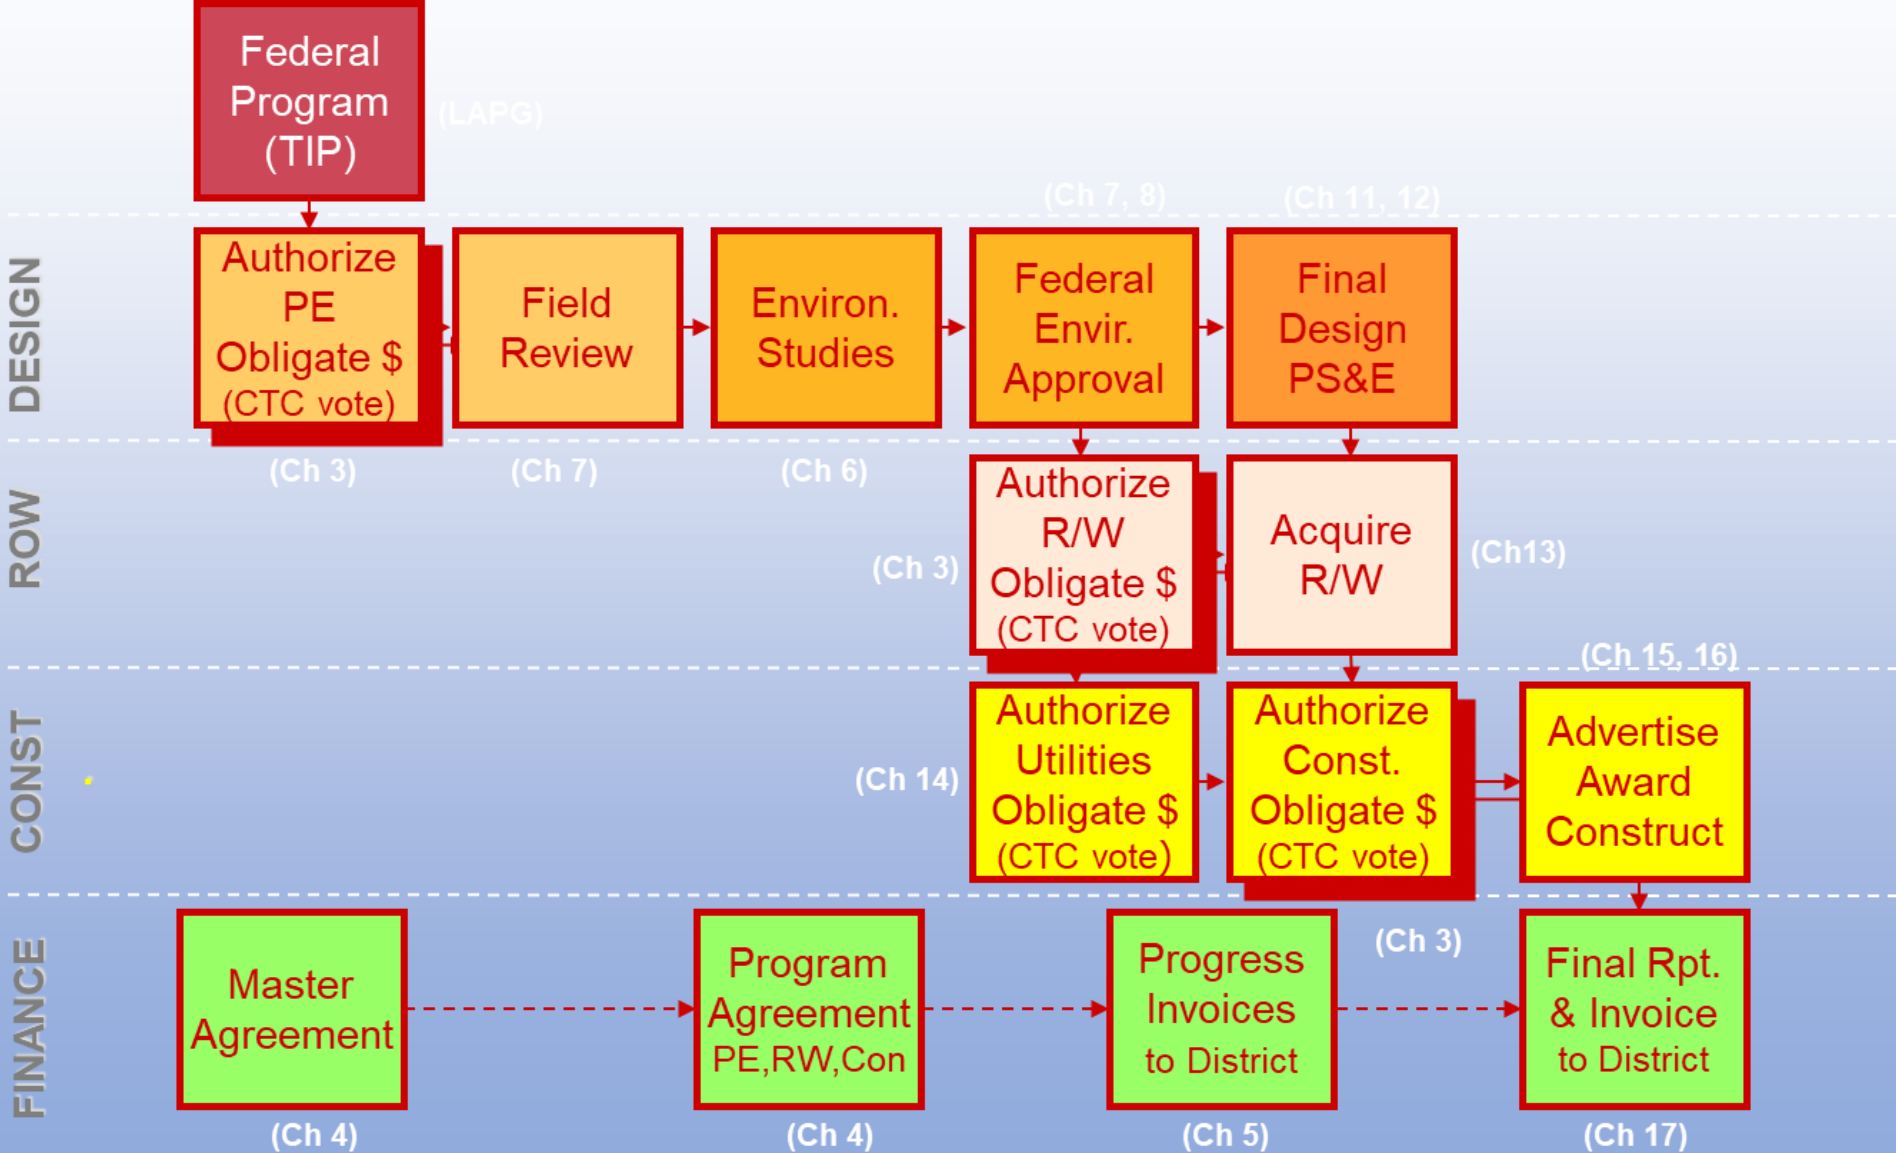 Federal
Program
(TIP)
(LAPG)
(Ch 7, 8)
(Ch 11, 12)
DESIGN
Authorize
PE
Obligate $
(CTC vote)
Field
Review
Environ.
Studies
Federal
Envir.
Approval
Final
Design
PS&E
(Ch 3)
(Ch 7)
(Ch 6)
ROW
(Ch 3)
Authorize
R/W
Obligate $
(CTC vote)
Acquire
R/W
(Ch13)
(Ch 15, 16)
CONST
(Ch 14)
Authorize
Utilities
Obligate $
(CTC vote)
Authorize
Const.
Obligate $
(CTC vote)
Advertise
Award
Construct
FINANCE
Master
Agreement
Program
Agreement
PE,RW,Con
Progress
Invoices
to District
(Ch 3)
Final Rpt.
& Invoice
to District
(Ch 4)
(Ch 4)
(Ch 5)
(Ch 17)